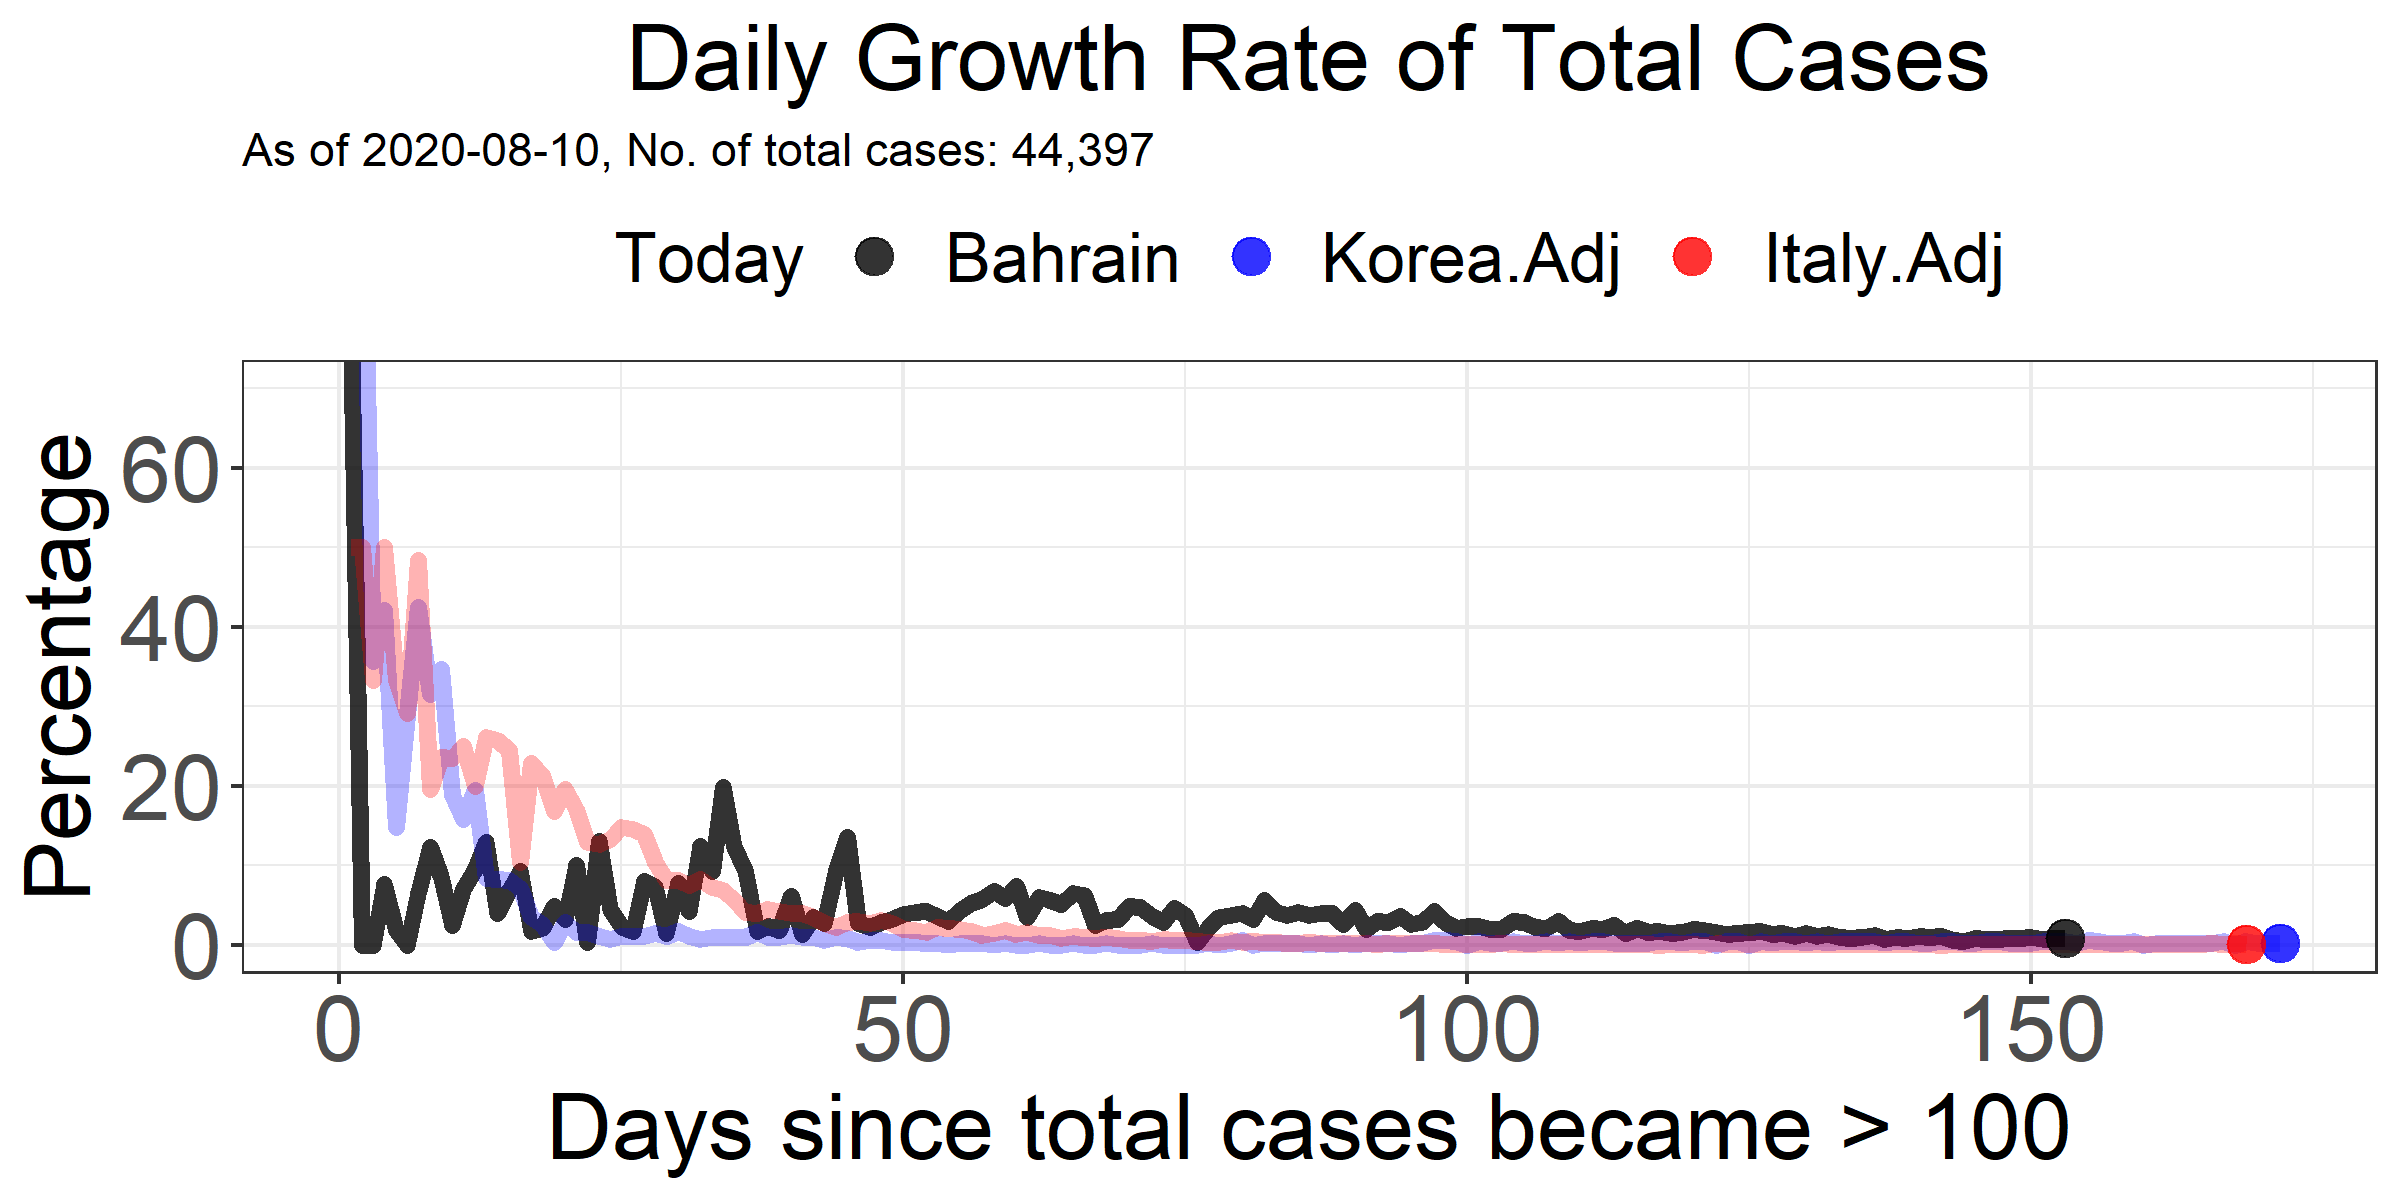 Daily Growth Rate of Total Cases
As of 2020-08-10, No. of total cases: 44,397
Today Bahrain Korea.Adj Italy.Adj
Percentage
60
40
20
0
0 50 100 150
Days since total cases became > 100